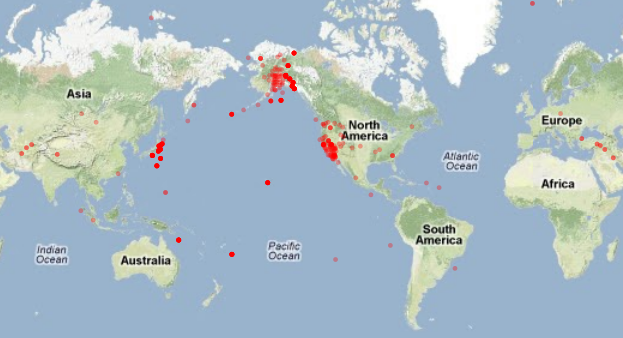 Asia
North
America
Europe
Atlantic
Ocean
Africa
South
America
Indian
Ocean
Australia
Pacific
Ocean